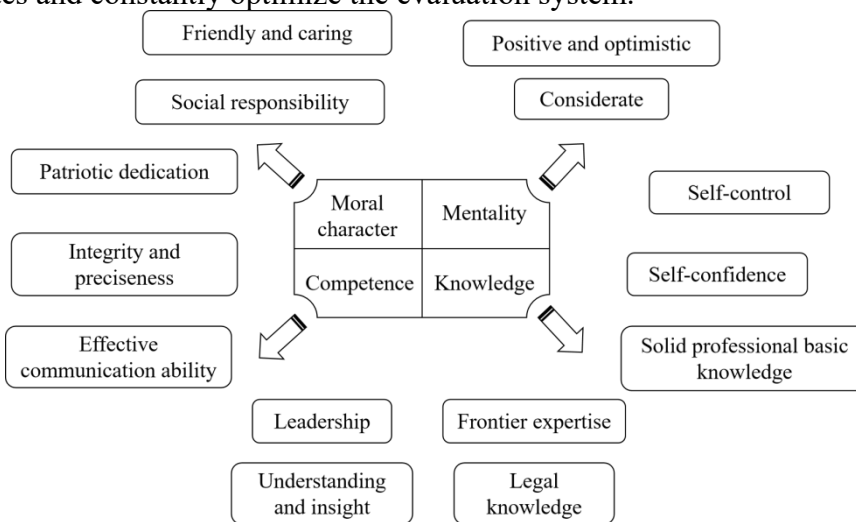 and constantly optimize the evaluation system.
Friendly and caring
Positive and optimistic
Social responsibility
Considerate
Patriotic dedication
Self-control
Moral
character
Mentality
Integrity and
preciseness
Competence
Knowledge
Self-confidence
Effective
communication ability
Solid professional basic
knowledge
Leadership
Frontier expertise
Understanding
and insight
Legal
knowledge